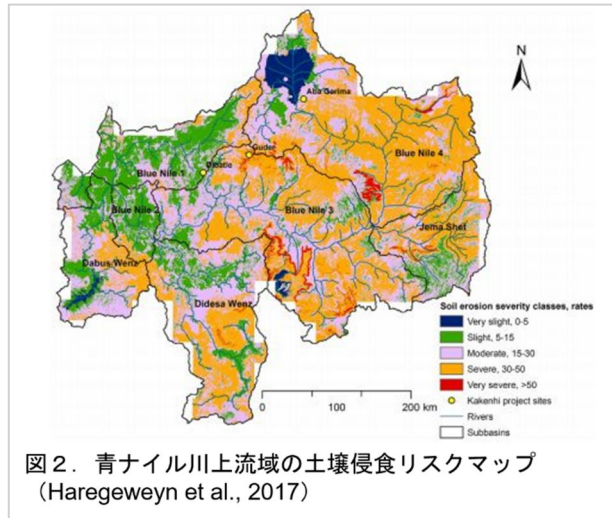 N
Aba Gerima
Guder
Dibatie
Blue Nile 4
Blue Nile 1
Blue Nile 2
Blue Nile 3
Jema Shet
Dabus Wenz
Didesa Wenz
Soil erosion severity classes, rates
Very slight, 0-5
Slight, 5-15
Moderate, 15-30
Severe, 30-50
Very severe, >50
Kakenhi project sites
Rivers
Subbasins
0 100 200 km
図２．青ナイル川上流域の土壌侵食リスクマップ
（Haregeweyn et al., 2017）